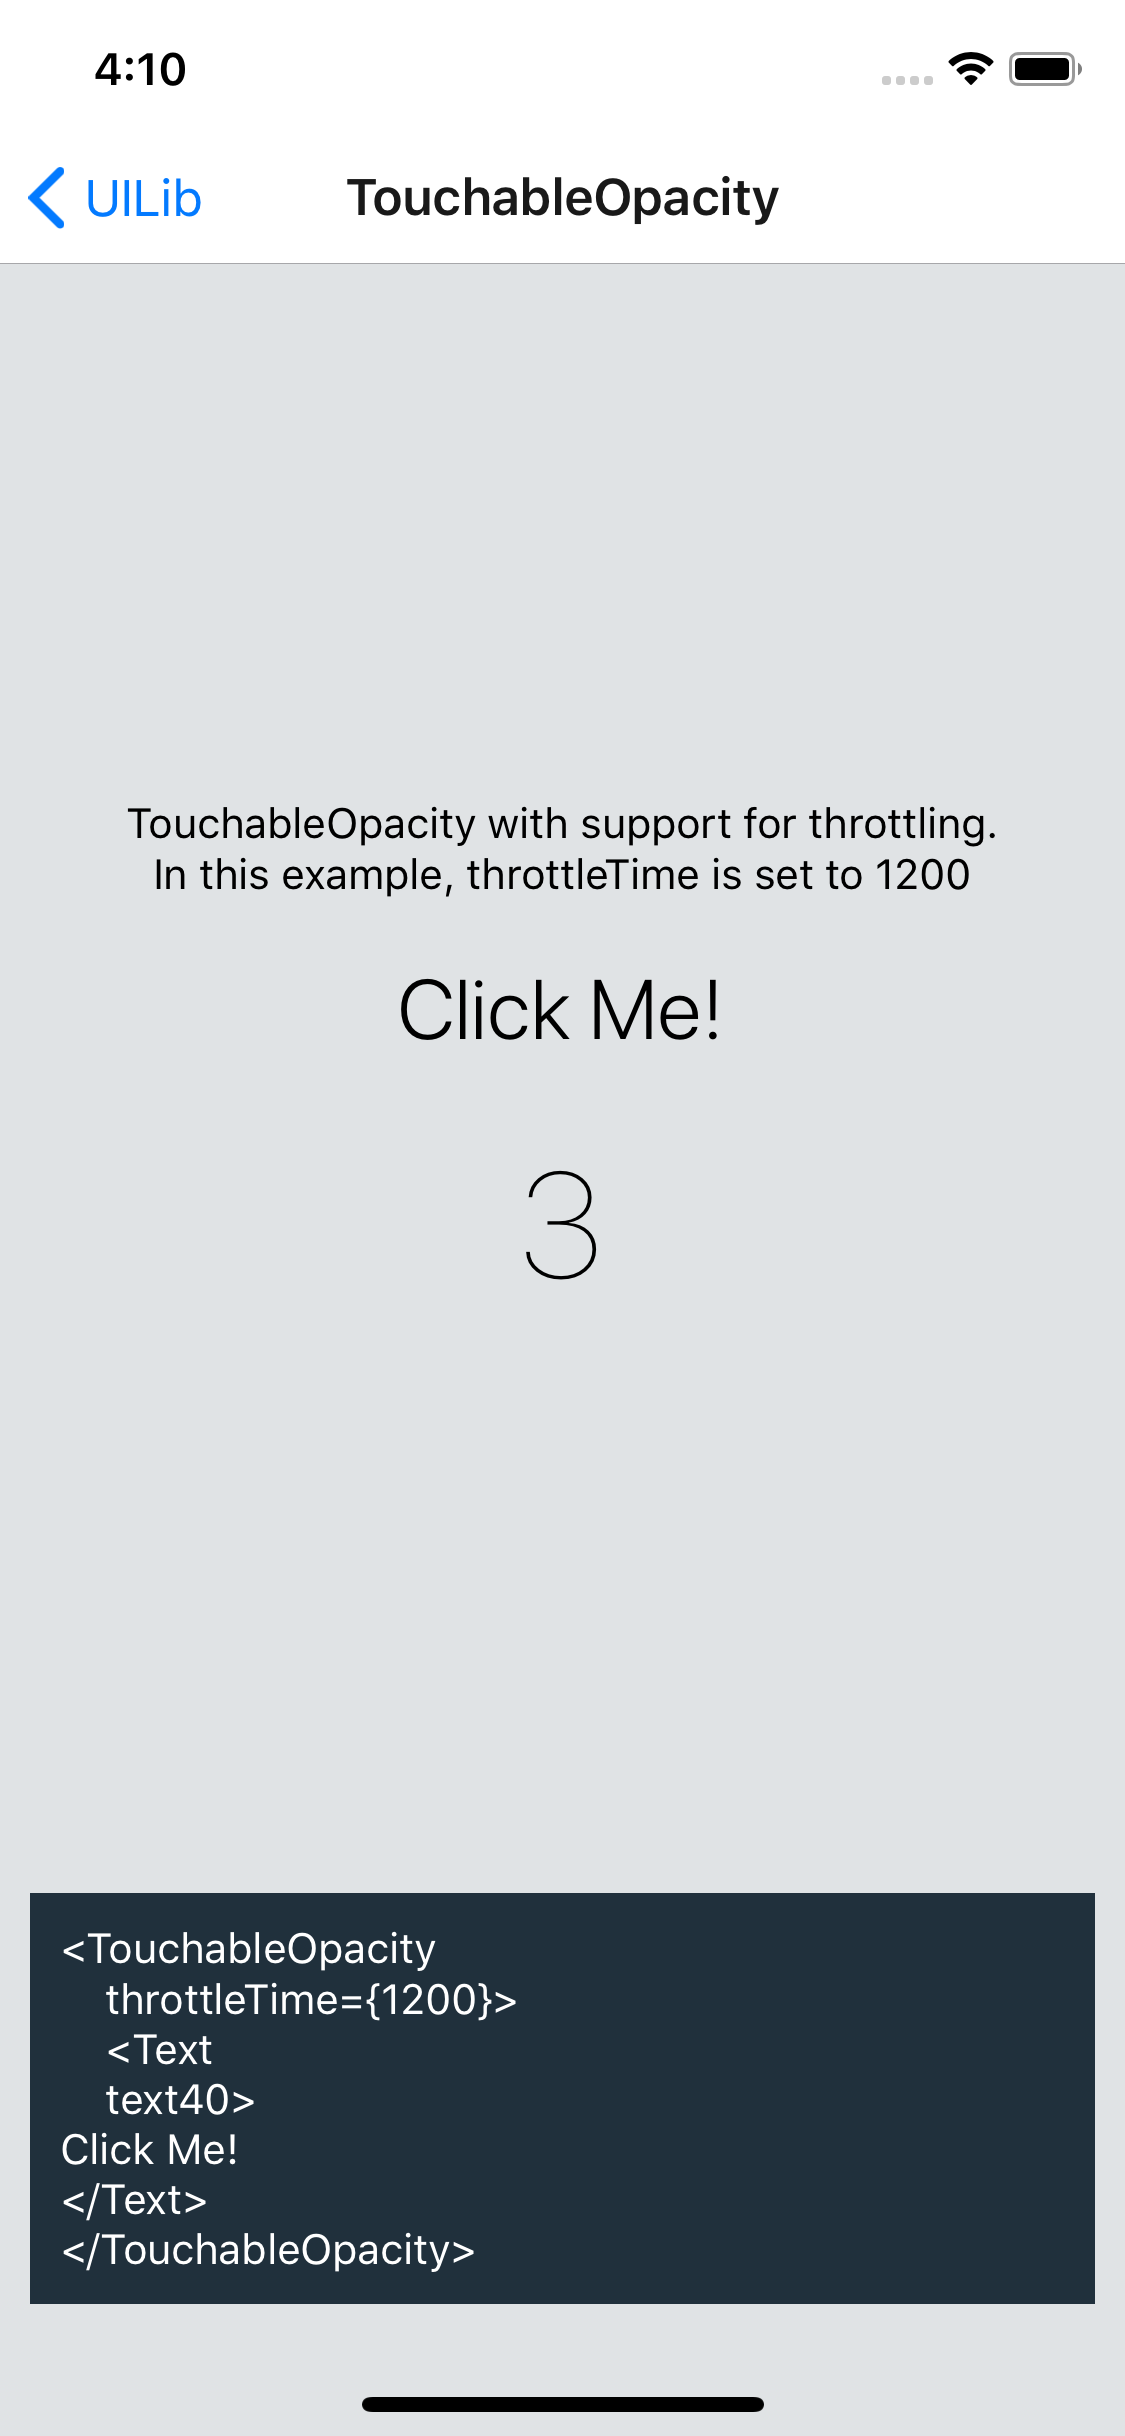 4:10
UILib
TouchableOpacity
TouchableOpacity with support for throttling.
In this example, throttleTime is set to 1200
Click Me!
3
<TouchableOpacity
throttleTime={1200}>
<Text
text40>
Click Me!
</Text>
</TouchableOpacity>